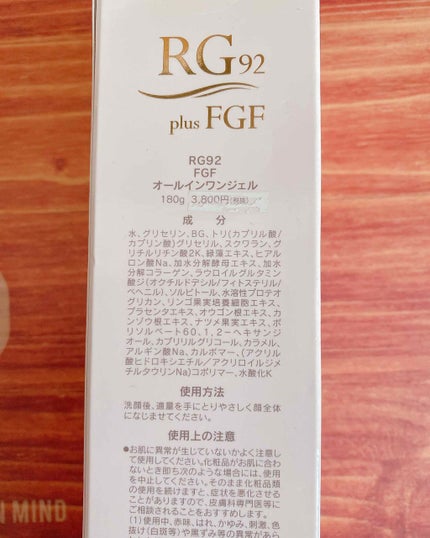 RG92
plus FGF
RG92
FGF
オールインワンジェル
180g 3,800円(税抜)
成 分
水、グリセリン、BG、トリ(カプリル酸/
カプリン酸)グリセリル、スクワラン、グ
リチルリチン酸2K、緑藻エキス、ヒアル
ロン酸Na、加水分解酵母エキス、加水
分解コラーゲン、ラウロイルグルタミン
酸ジ(オクチルドデシル/フィトステリル/
ベヘニル)、ソルビトール、水溶性プロテオ
グリカン、リンゴ果実培養細胞エキス、
プラセンタエキス、オウゴン根エキス、カ
ンゾウ根エキス、ナツメ果実エキス、ポ
リソルベート60、1,2-ヘキサンジ
オール、カプリリルグリコール、カラメル、
アルギン酸Na、カルボマー、(アクリル
酸ヒドロキシエチル/アクリロイルジメ
チルタウリンNa)コポリマー、水酸化K
使用方法
洗顔後、適量を手にとりやさしく顔全体
になじませてください。
使用上の注意
●お肌に異常が生じていないかよく注意し
て使用してください。化粧品がお肌に合わ
ないとき即ち次のような場合には、使用
を中止してください。そのまま化粧品類
の使用を続けますと、症状を悪化させる
ことがありますので、皮膚科専門医等に
ご相談されることをおすすめします。
(1)使用中、赤味、はれ、かゆみ、刺激、色
抜け(白斑等)や黒ずみ等の異常があら
N MIND